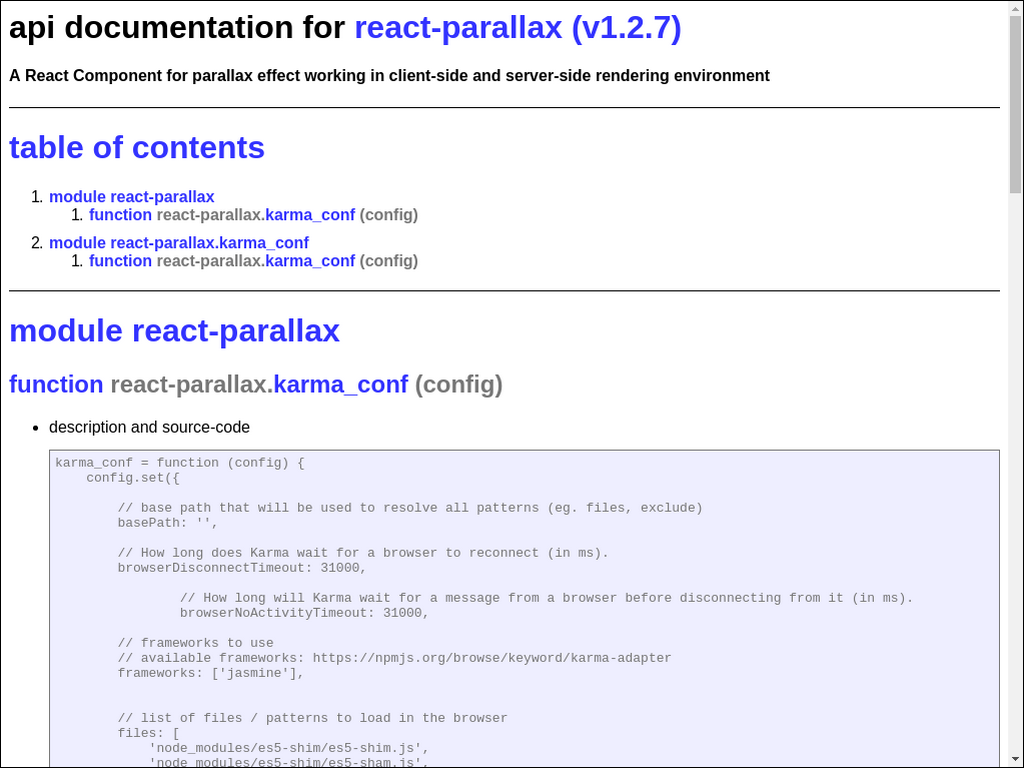 api documentation for react-parallax (v1.2.7)
A React Component for parallax effect working in client-side and server-side rendering environment
table of contents
1. module react-parallax
1. function react-parallax.karma_conf (config)
2. module react-parallax.karma_conf
1. function react-parallax.karma_conf (config)
module react-parallax
function react-parallax.karma_conf (config)
• description and source-code
karma_conf = function (config) {
    config.set({
        // base path that will be used to resolve all patterns (eg. files, exclude)
        basePath: '',
        // How long does Karma wait for a browser to reconnect (in ms).
        browserDisconnectTimeout: 31000,
                // How long will Karma wait for a message from a browser before disconnecting from it (in ms).
                browserNoActivityTimeout: 31000,
        // frameworks to use
        // available frameworks: https://npmjs.org/browse/keyword/karma-adapter
        frameworks: ['jasmine'],
        // list of files / patterns to load in the browser
        files: [
            'node_modules/es5-shim/es5-shim.js',
            'node_modules/es5-shim/es5-sham.js',